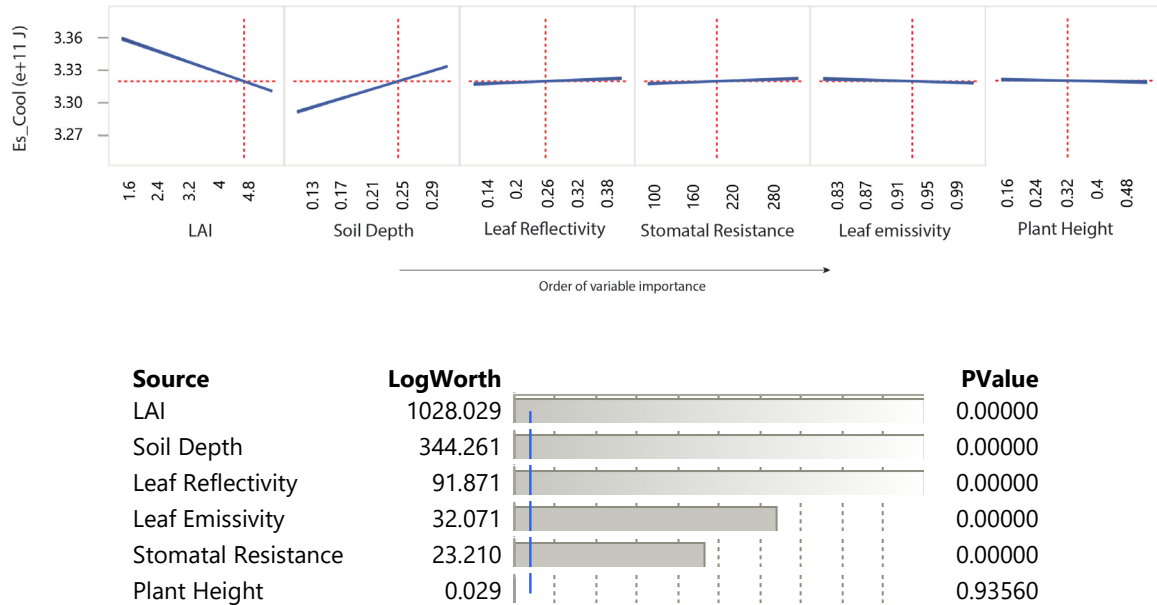 Es_Cool (e+11 J)
3.36
3.33
3.30
3.27
1.6 2.4 3.2 4 4.8
0.13 0.17 0.21 0.25 0.29
0.14 0.2 0.26 0.32 0.38
100 160 220 280
0.83 0.87 0.91 0.95 0.99
0.16 0.24 0.32 0.4 0.48
LAI Soil Depth Leaf Reflectivity Stomatal Resistance Leaf emissivity Plant Height
Order of variable importance
Source LogWorth PValue
LAI 1028.029 0.00000
Soil Depth 344.261 0.00000
Leaf Reflectivity 91.871 0.00000
Leaf Emissivity 32.071 0.00000
Stomatal Resistance 23.210 0.00000
Plant Height 0.029 0.93560